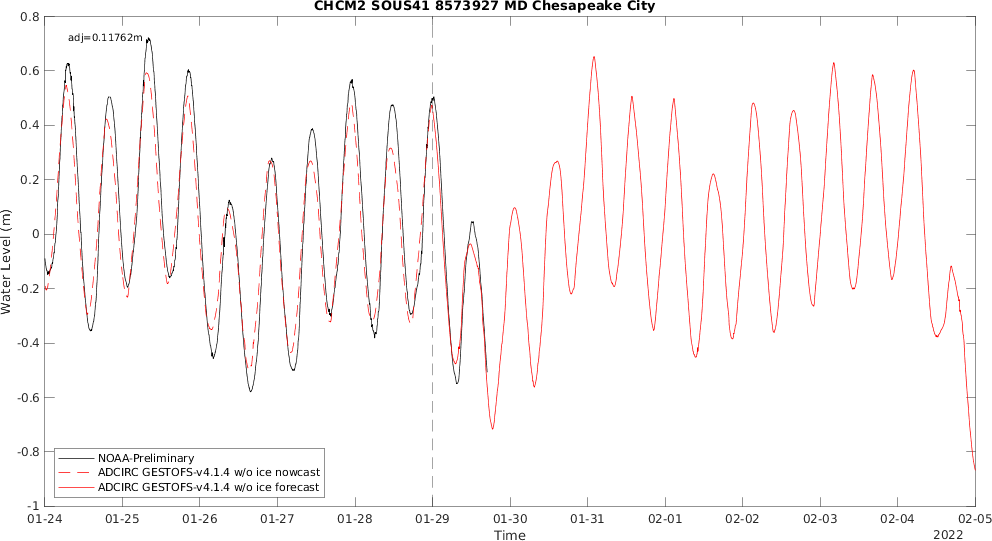 CHCM2 SOUS41 8573927 MD Chesapeake City
adj=0.11762m
0.8
0.6
0.4
0.2
0
-0.2
-0.4
-0.6
-0.8
-1
Water Level (m)
NOAA-Preliminary
ADCIRC GESTOFS-v4.1.4 w/o ice nowcast
ADCIRC GESTOFS-v4.1.4 w/o ice forecast
01-24 01-25 01-26 01-27 01-28 01-29 01-30 01-31 02-01 02-02 02-03 02-04 02-05
Time
2022